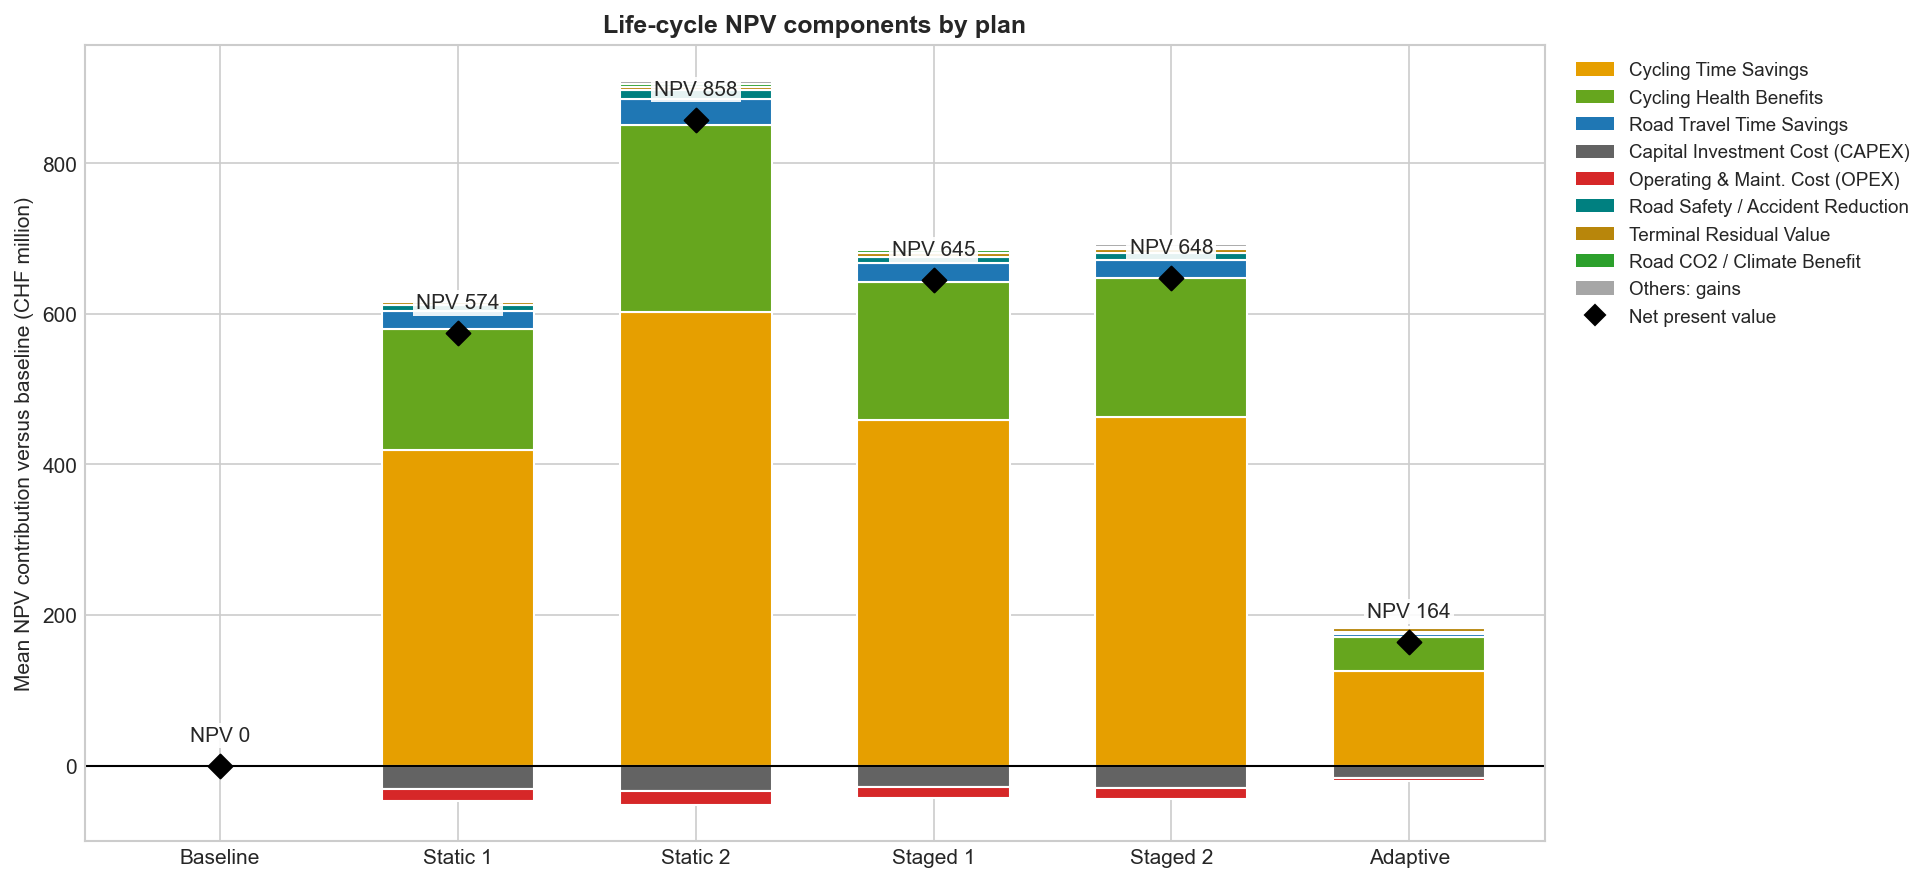 Life-cycle NPV components by plan
Mean NPV contribution versus baseline (CHF million)
800
600
400
200
0
NPV 0
NPV 574
NPV 858
NPV 645
NPV 648
NPV 164
Baseline
Static 1
Static 2
Staged 1
Staged 2
Adaptive
Cycling Time Savings
Cycling Health Benefits
Road Travel Time Savings
Capital Investment Cost (CAPEX)
Operating & Maint. Cost (OPEX)
Road Safety / Accident Reduction
Terminal Residual Value
Road CO2 / Climate Benefit
Others: gains
Net present value